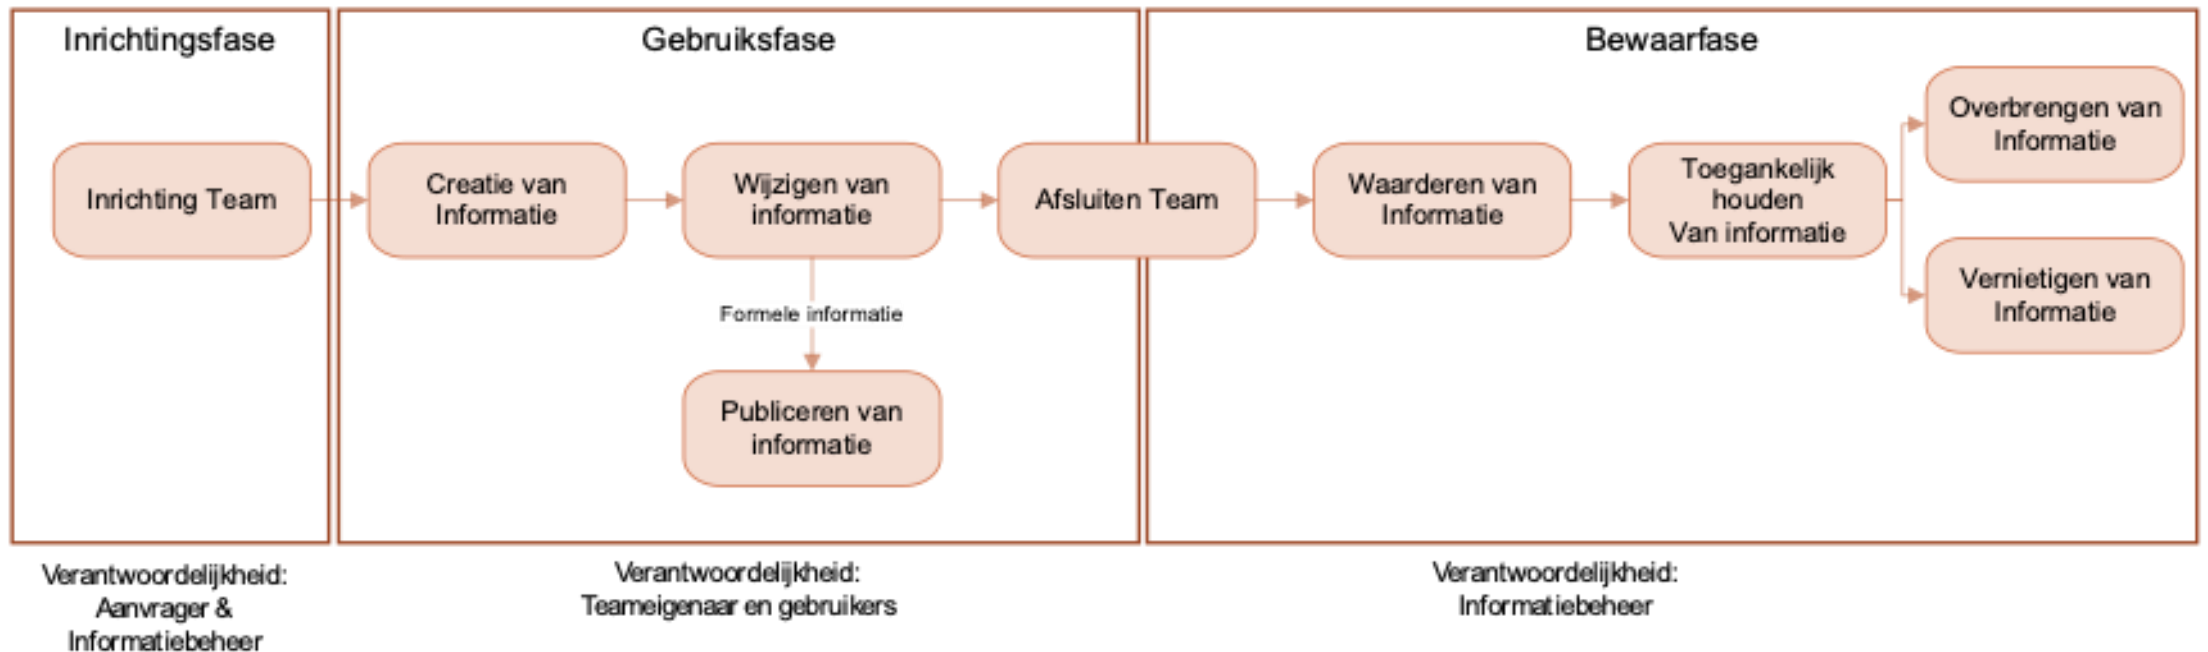 Inrichtingsfase
Inrichting Team
Verantwoordelijkheid:
Aanvrager &
Informatiebeheer
Gebruiksfase
Creatie van
Informatie
Wijzigen van
informatie
Formele informatie
Publiceren van
informatie
Afsluiten Team
Verantwoordelijkheid:
Teameigenaar en gebruikers
Bewaarfase
Waarderen van
Informatie
Toegankelijk
houden
Van informatie
Overbrengen van
Informatie
Vernietigen van
Informatie
Verantwoordelijkheid:
Informatiebeheer